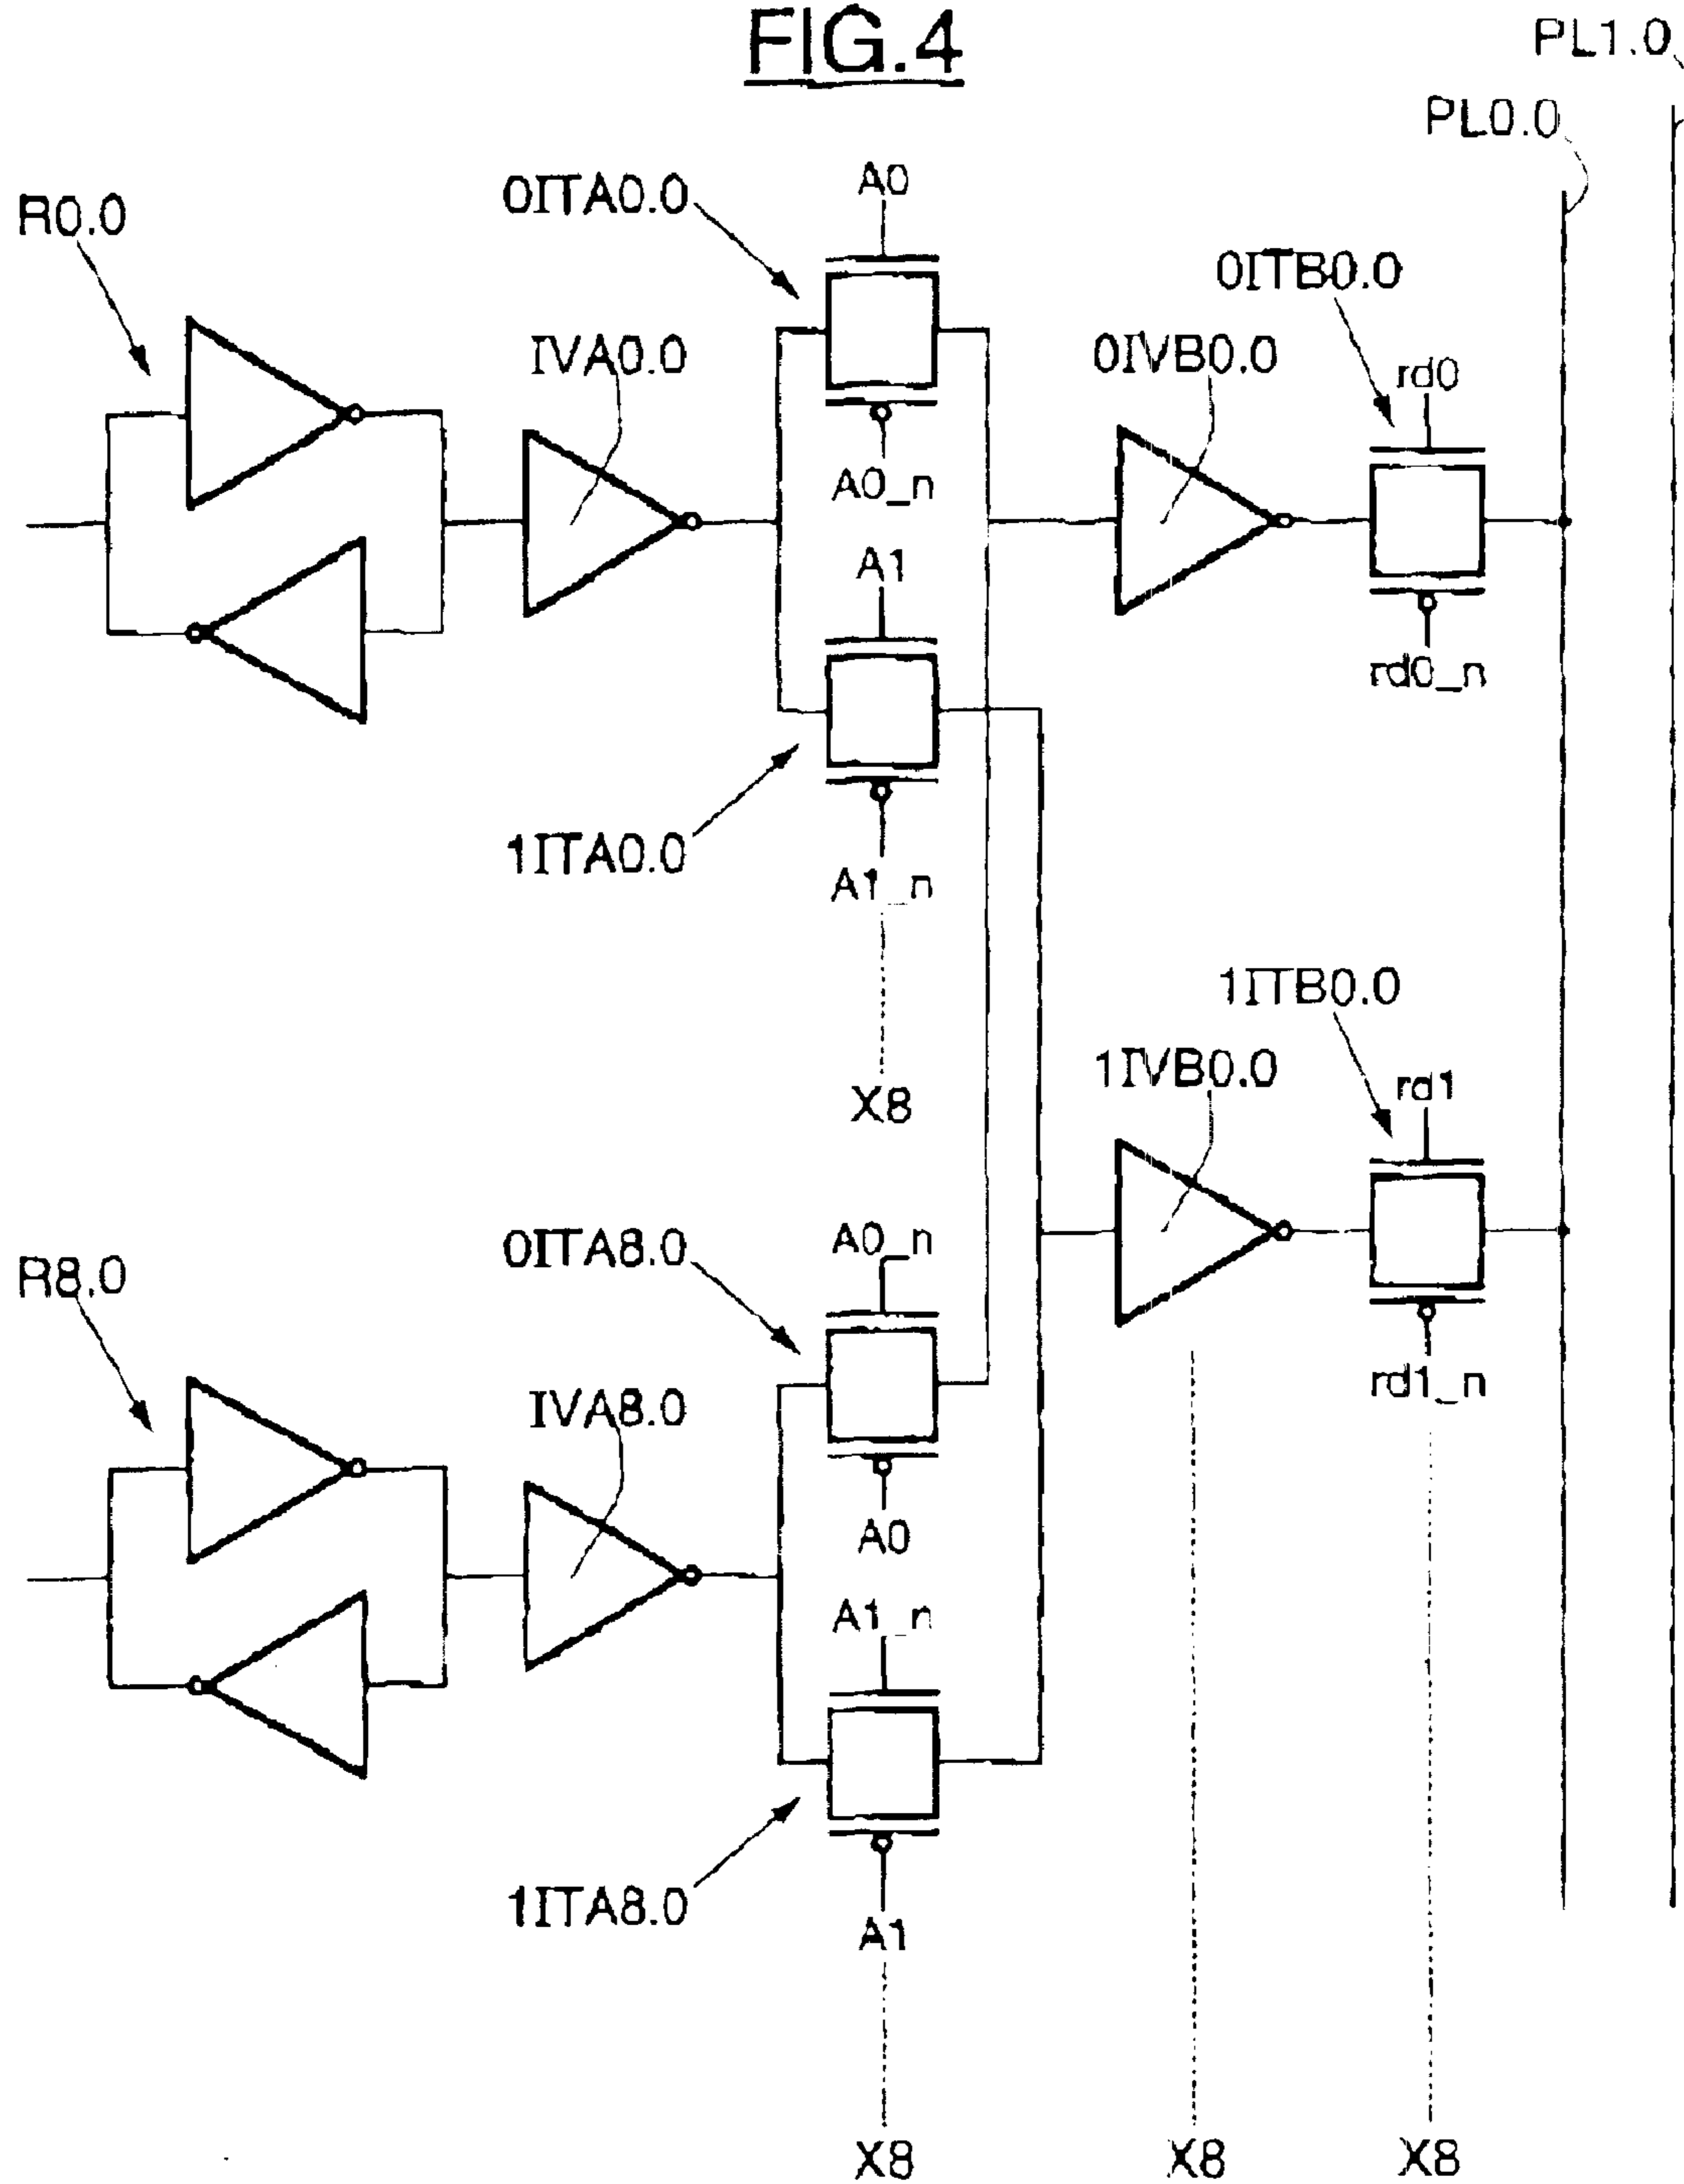 FIG.4
PL1.0
PL0.0
A0
0ITA0.0
R0.0
0ITB0.0
IVA0.0
0IVB0.0
rd0
A0_n
A1
rd0_n
1ITA0.0
A1_n
1ITB0.0
1IVB0.0
rd1
X8
A0_n
0ITA8.0
R8.0
rd1_n
IVA8.0
A0
A1_n
1ITA8.0
A1
X8
X8
X8